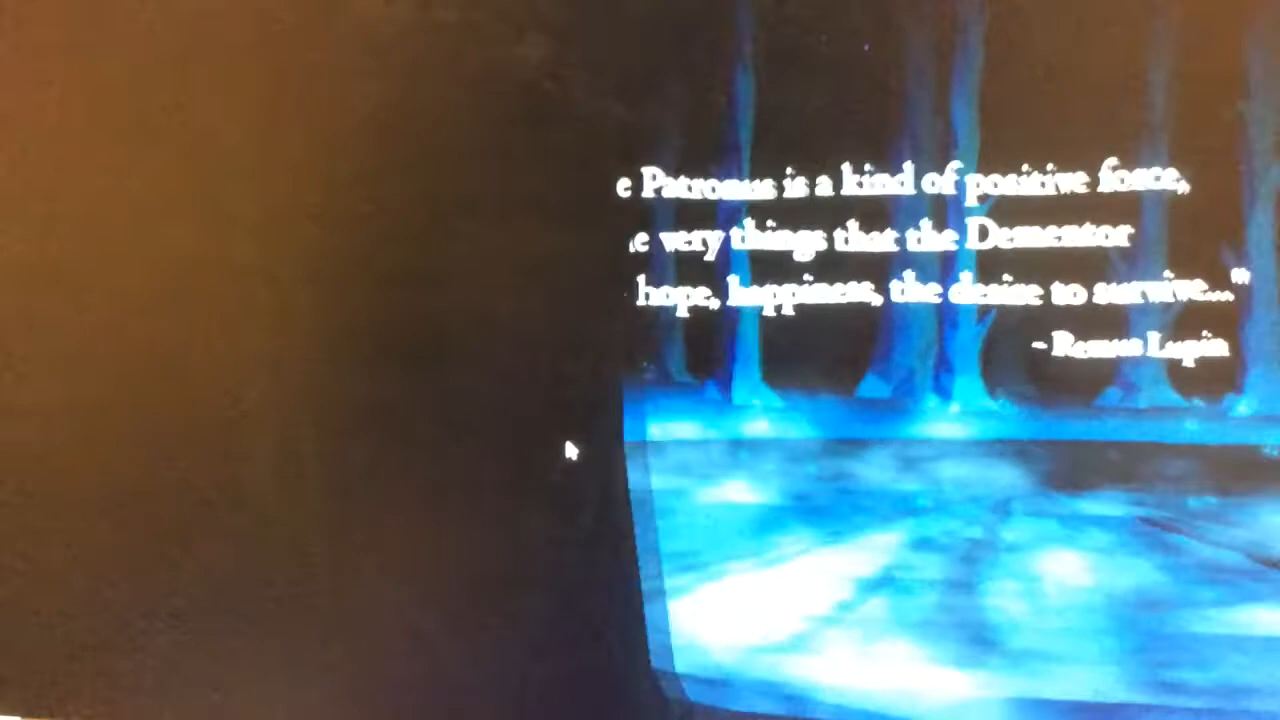 e Patronus is a kind of positive force,
e very things that the Dementor
hope, happiness, the desire to survive..."
~ Remus Lupin